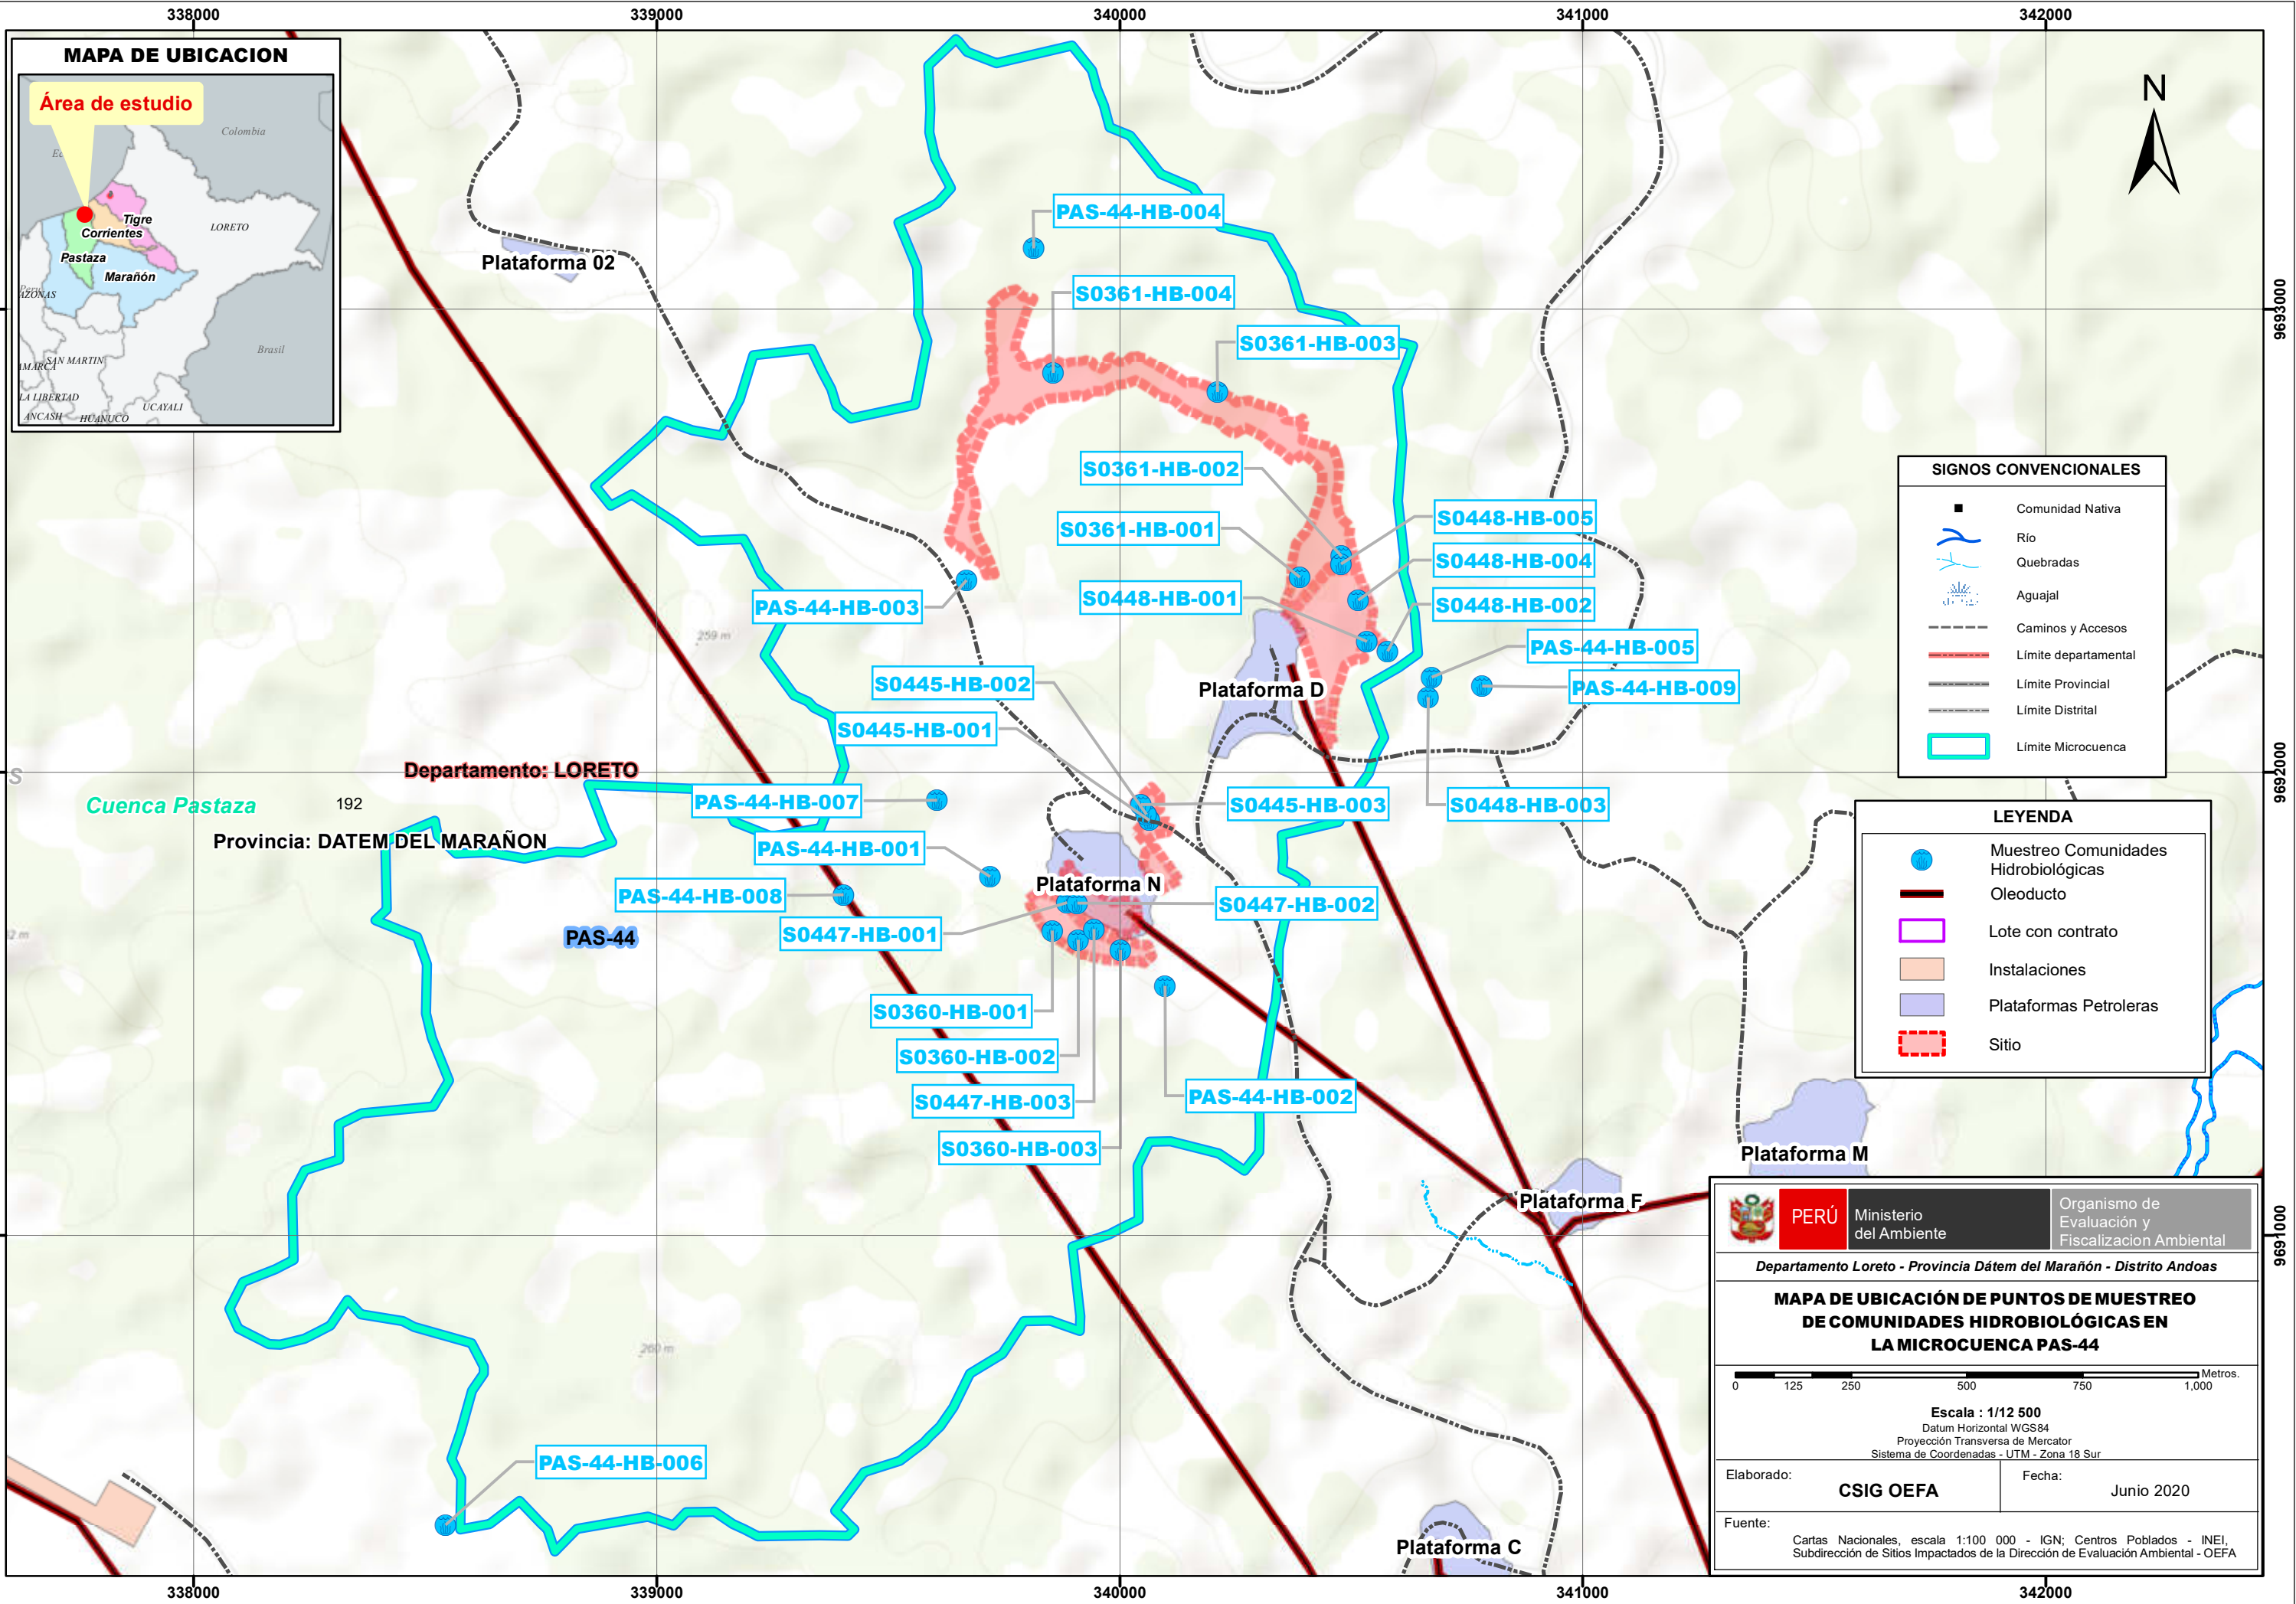 338000
339000
340000
341000
342000
MAPA DE UBICACION
Área de estudio
Colombia
Ec
Tigre
Corrientes
LORETO
Pastaza
Marañón
Peru
AZONAS
Brasil
SAN MARTIN
AMARCA
LA LIBERTAD
UCAYALI
ANCASH
HUANUCO
N
PAS-44-HB-004
Plataforma 02
S0361-HB-004
9693000
S0361-HB-003
S0361-HB-002
S0448-HB-005
S0361-HB-001
S0448-HB-004
S0448-HB-001
S0448-HB-002
PAS-44-HB-003
259 m
PAS-44-HB-005
S0445-HB-002
Plataforma D
PAS-44-HB-009
S0445-HB-001
Departamento: LORETO
S
9692000
Cuenca Pastaza
192
PAS-44-HB-007
S0445-HB-003
S0448-HB-003
Provincia: DATEM DEL MARAÑON
PAS-44-HB-001
Plataforma N
PAS-44-HB-008
S0447-HB-002
PAS-44
S0447-HB-001
2 m
S0360-HB-001
S0360-HB-002
S0447-HB-003
PAS-44-HB-002
S0360-HB-003
Plataforma M
Plataforma F
9691000
260 m
PAS-44-HB-006
Plataforma C
SIGNOS CONVENCIONALES
Comunidad Nativa
Río
Quebradas
Aguajal
Caminos y Accesos
Límite departamental
Límite Provincial
Límite Distrital
Límite Microcuenca
LEYENDA
Muestreo Comunidades
Hidrobiológicas
Oleoducto
Lote con contrato
Instalaciones
Plataformas Petroleras
Sitio
PERÚ
Ministerio
del Ambiente
Organismo de
Evaluación y
Fiscalizacion Ambiental
Departamento Loreto - Provincia Dátem del Marañón - Distrito Andoas
MAPA DE UBICACIÓN DE PUNTOS DE MUESTREO
DE COMUNIDADES HIDROBIOLÓGICAS EN
LA MICROCUENCA PAS-44
Metros.
0 125 250 500 750 1,000
Escala : 1/12 500
Datum Horizontal WGS84
Proyección Transversa de Mercator
Sistema de Coordenadas - UTM - Zona 18 Sur
Elaborado:
CSIG OEFA
Fecha:
Junio 2020
Fuente:
Cartas Nacionales, escala 1:100 000 - IGN; Centros Poblados - INEI,
Subdirección de Sitios Impactados de la Dirección de Evaluación Ambiental - OEFA
338000
339000
340000
341000
342000